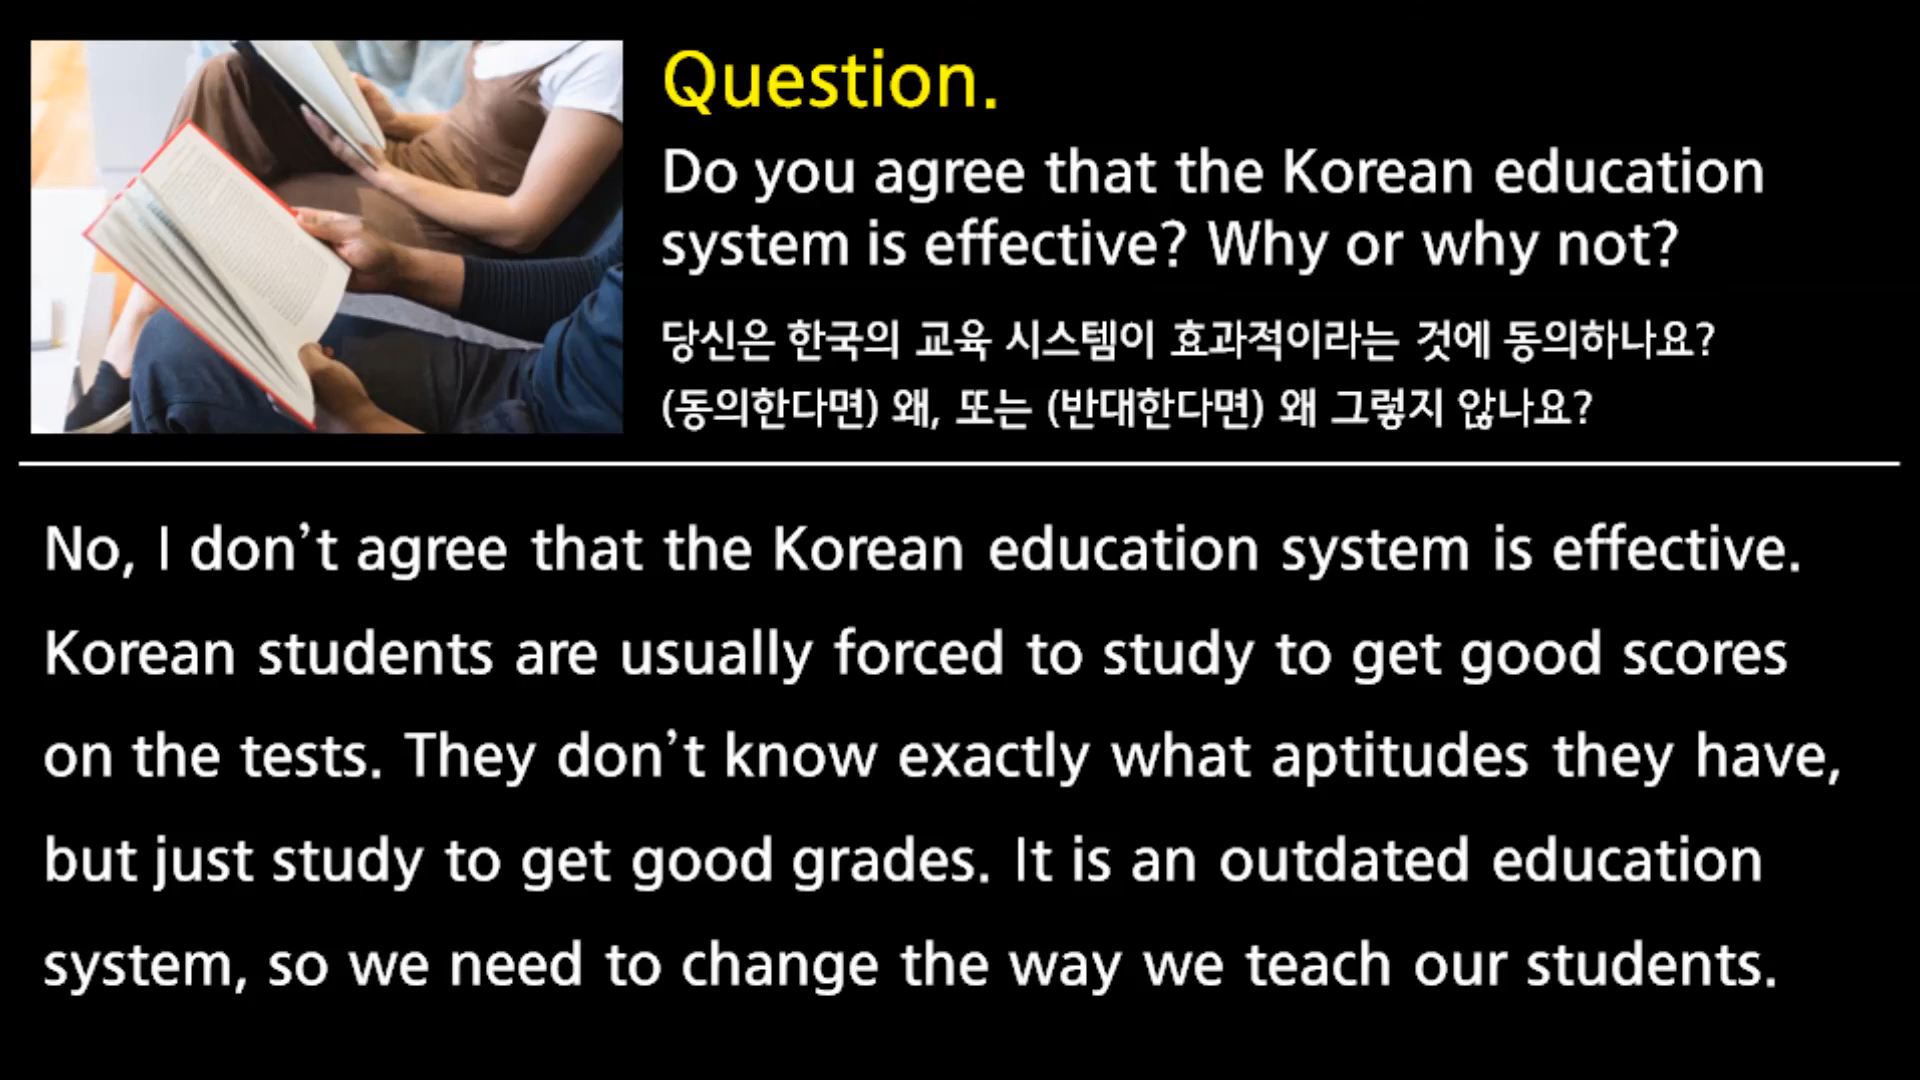 Question.
Do you agree that the Korean education
system is effective? Why or why not?
당신은 한국의 교육 시스템이 효과적이라는 것에 동의하나요?
(동의한다면) 왜, 또는 (반대한다면) 왜 그렇지 않나요?
No, I don’t agree that the Korean education system is effective.
Korean students are usually forced to study to get good scores
on the tests. They don’t know exactly what aptitudes they have,
but just study to get good grades. It is an outdated education
system, so we need to change the way we teach our students.